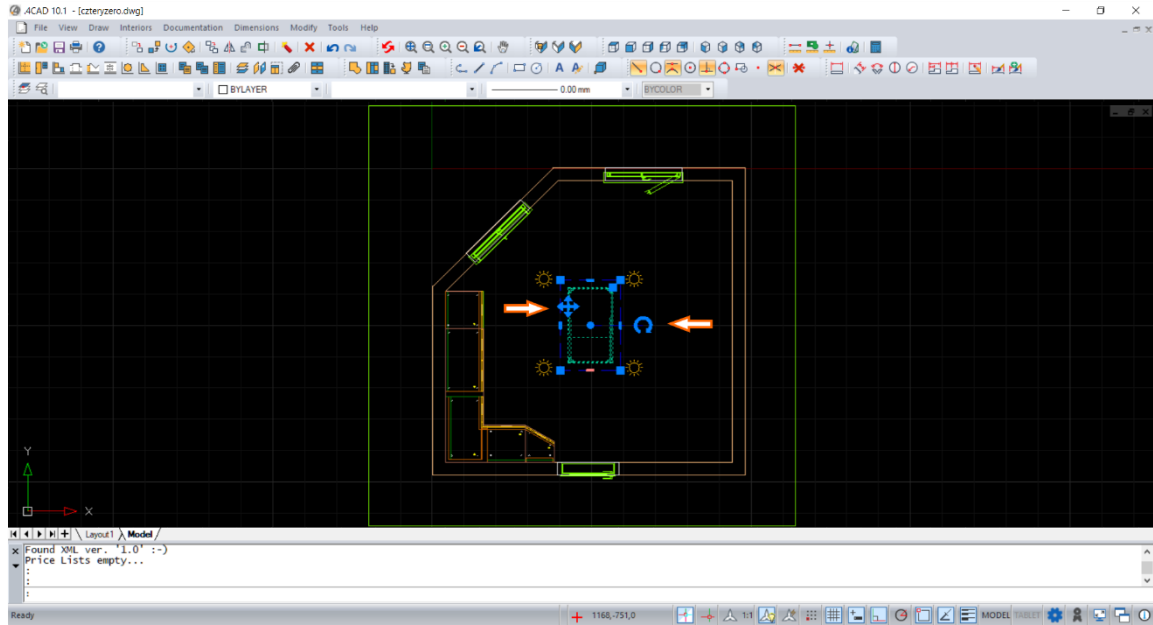 .4CAD 10.1 - [czteryzero.dwg]
File View Draw Interiors Documentation Dimensions Modify Tools Help
BYLAYER 0.00 mm BYCOLOR
Y
X
Layout1 Model
Found XML ver. '1.0' :-)
Price Lists empty...
:
:
:
Ready 1168,-751,0 1:1 MODEL TABLET